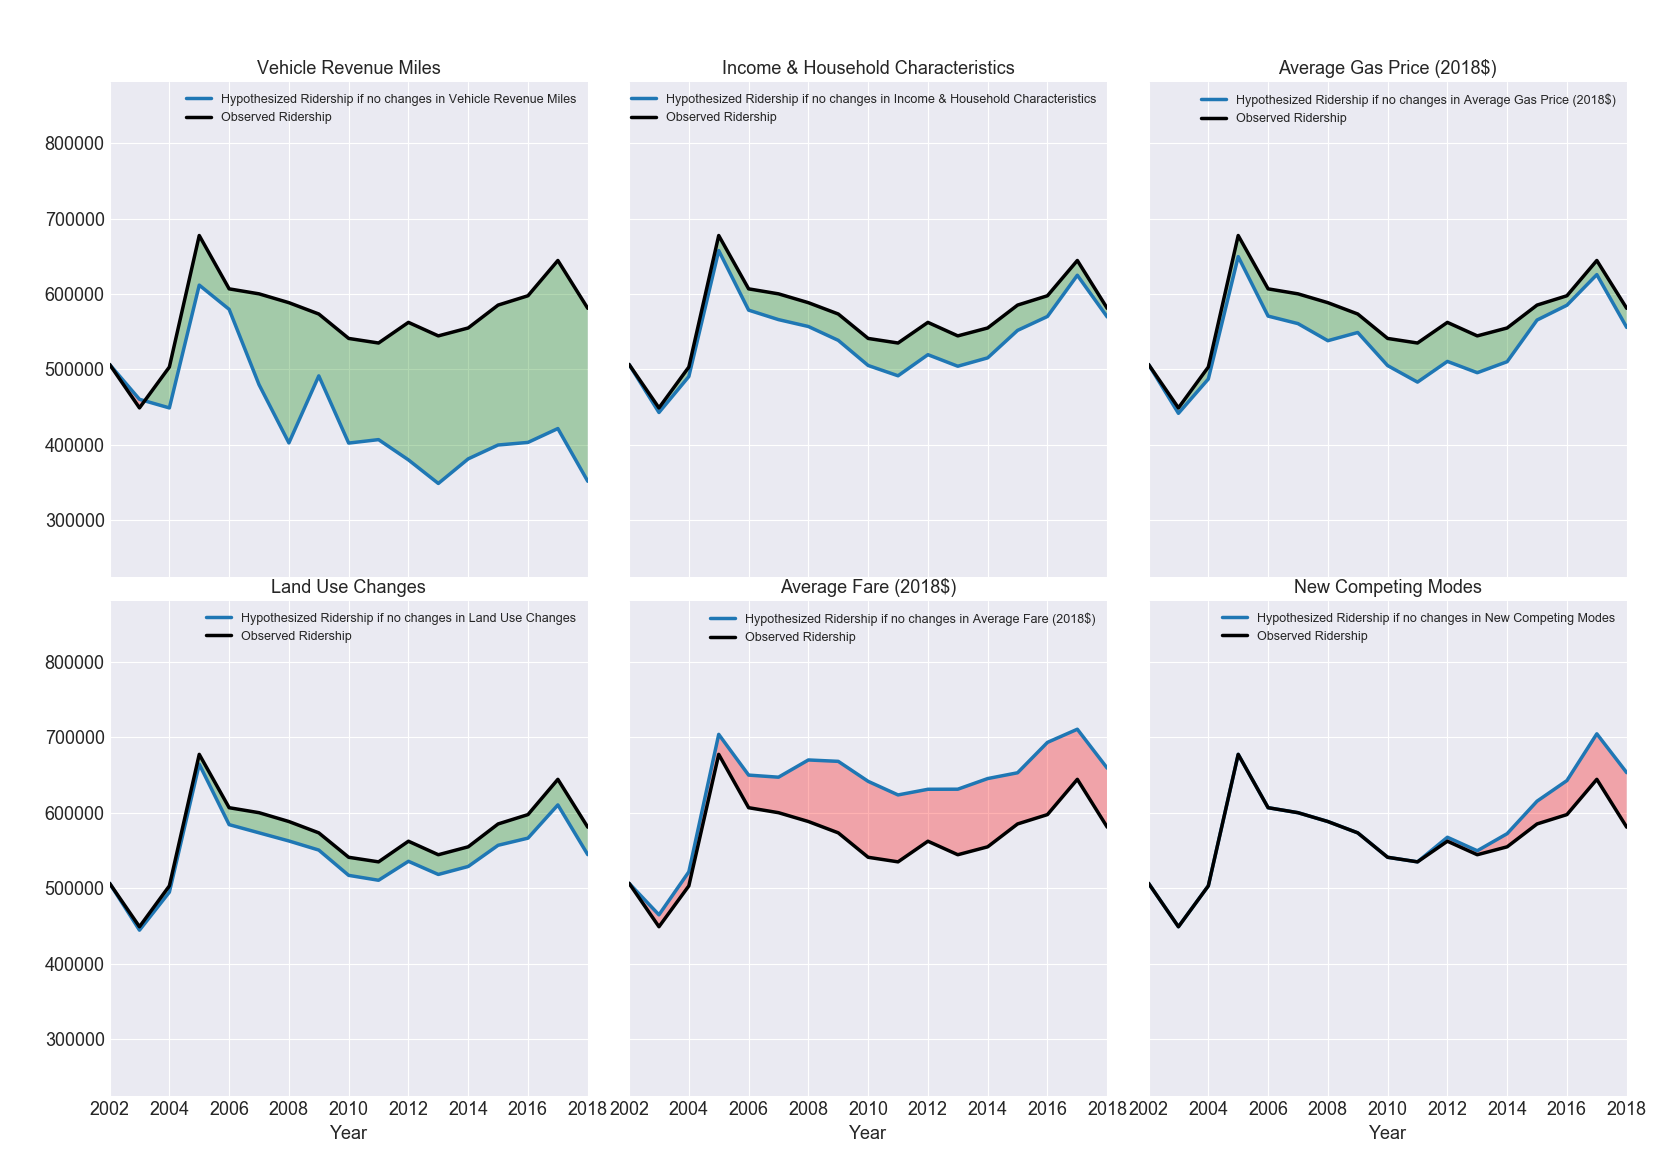 Vehicle Revenue Miles
Hypothesized Ridership if no changes in Vehicle Revenue Miles
Observed Ridership
800000
700000
600000
500000
400000
300000
Income & Household Characteristics
Hypothesized Ridership if no changes in Income & Household Characteristics
Observed Ridership
Average Gas Price (2018$)
Hypothesized Ridership if no changes in Average Gas Price (2018$)
Observed Ridership
Land Use Changes
Hypothesized Ridership if no changes in Land Use Changes
Observed Ridership
800000
700000
600000
500000
400000
300000
2002 2004 2006 2008 2010 2012 2014 2016 2018
Year
Average Fare (2018$)
Hypothesized Ridership if no changes in Average Fare (2018$)
Observed Ridership
2002 2004 2006 2008 2010 2012 2014 2016 2018
Year
New Competing Modes
Hypothesized Ridership if no changes in New Competing Modes
Observed Ridership
2002 2004 2006 2008 2010 2012 2014 2016 2018
Year